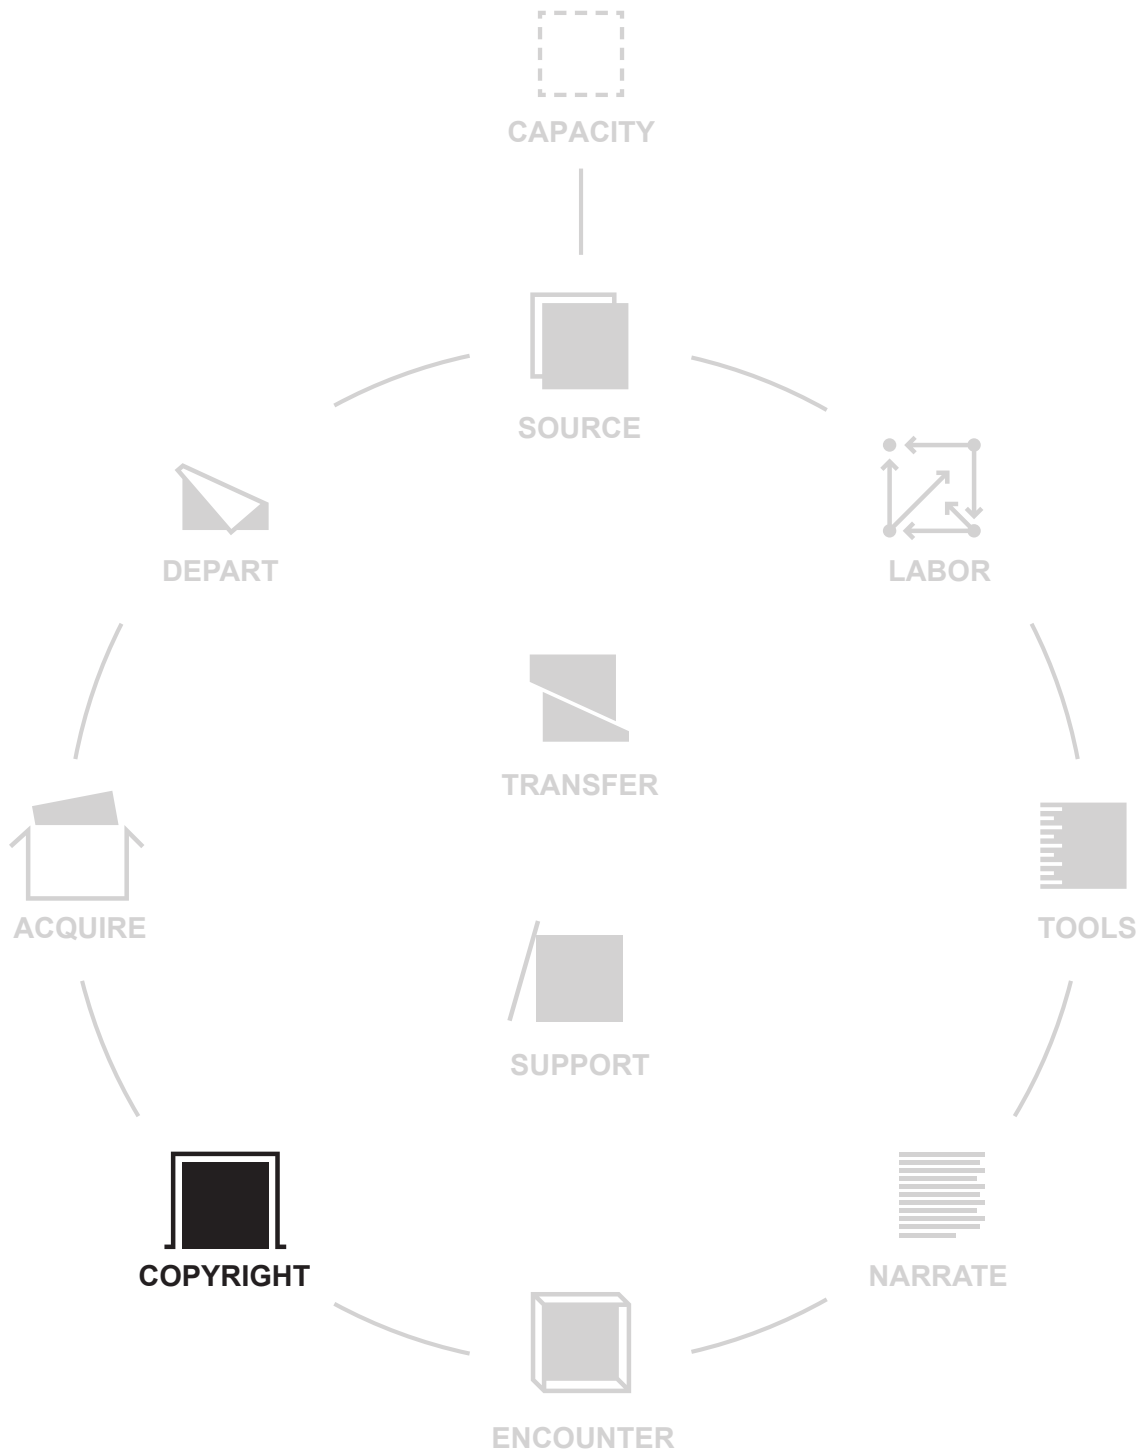 CAPACITY
SOURCE
DEPART
LABOR
TRANSFER
ACQUIRE
TOOLS
SUPPORT
COPYRIGHT
NARRATE
ENCOUNTER